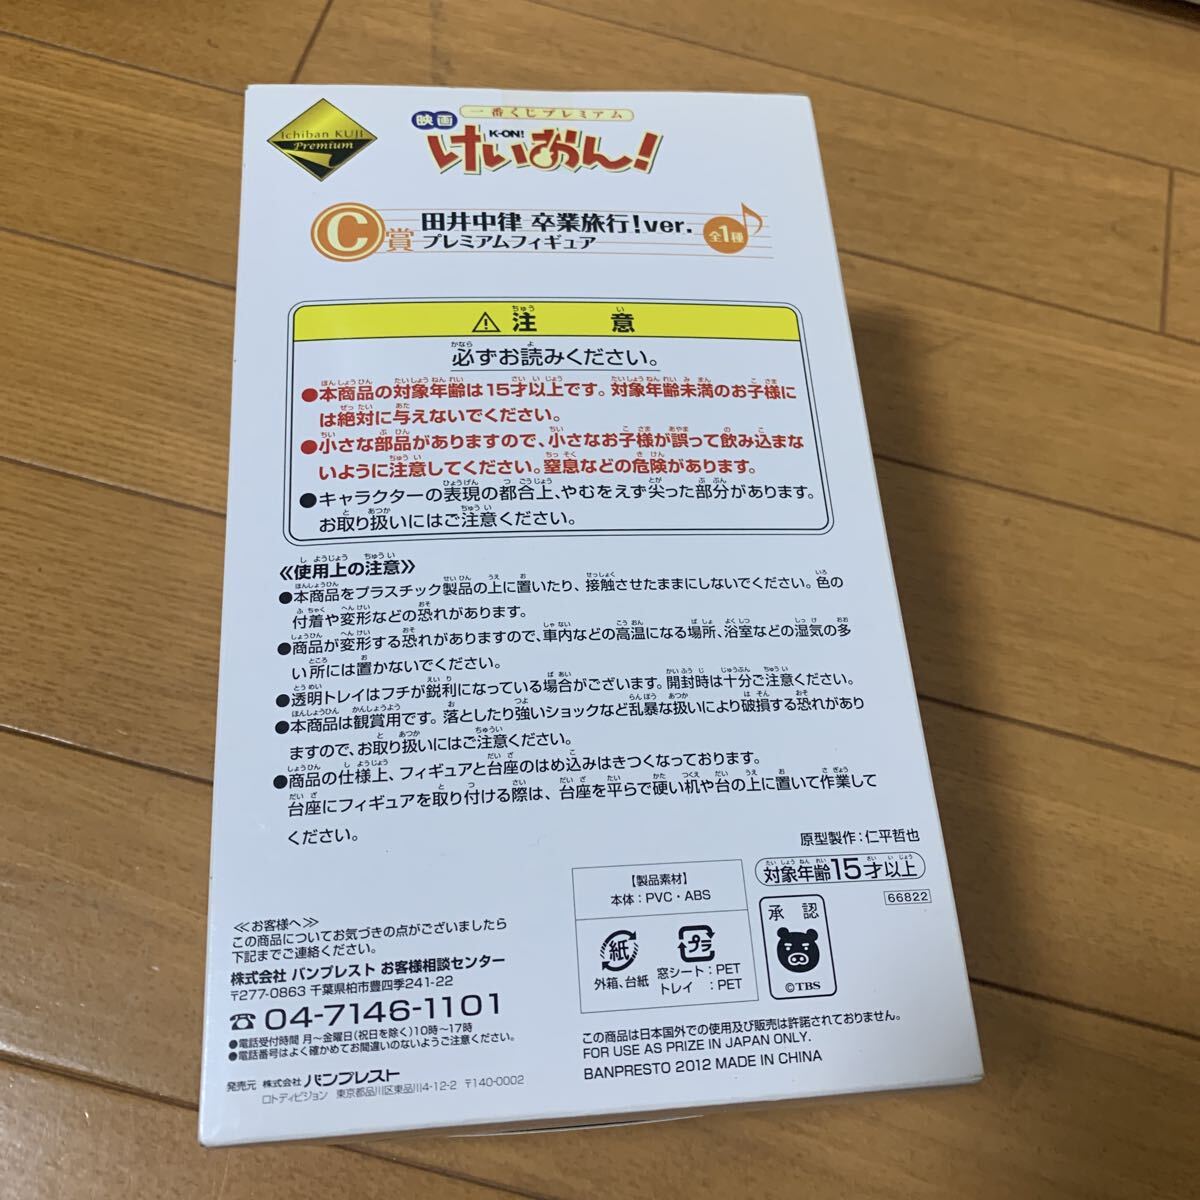 Ichiban KUJI
Premium
一番くじプレミアム
映画
K-ON!
けいおん!
C賞
田井中律 卒業旅行!ver.
プレミアムフィギュア
全1種
⚠注意
必ずお読みください。
●本商品の対象年齢は15才以上です。対象年齢未満のお子様に
は絶対に与えないでください。
●小さな部品がありますので、小さなお子様が誤って飲み込まな
いように注意してください。窒息などの危険があります。
●キャラクターの表現の都合上、やむをえず尖った部分があります。
お取り扱いにはご注意ください。
≪使用上の注意≫
●本商品をプラスチック製品の上に置いたり、接触させたままにしないでください。色の
付着や変形などの恐れがあります。
●商品が変形する恐れがありますので、車内などの高温になる場所、浴室などの湿気の多
い所には置かないでください。
●透明トレイはフチが鋭利になっている場合がございます。開封時は十分ご注意ください。
●本商品は観賞用です。落としたり強いショックなど乱暴な扱いにより破損する恐れがあり
ますので、お取り扱いにはご注意ください。
●商品の仕様上、フィギュアと台座のはめ込みはきつくなっております。
台座にフィギュアを取り付ける際は、台座を平らで硬い机や台の上に置いて作業して
ください。
原型製作：仁平哲也
対象年齢15才以上
66822
【製品素材】
本体：PVC・ABS
紙
外箱、台紙
プラ
窓シート：PET
トレイ：PET
承認
©TBS
≪お客様へ≫
この商品についてお気づきの点がございましたら
下記までご連絡ください。
株式会社 バンプレスト お客様相談センター
〒277-0863 千葉県柏市豊四季241-22
☎04-7146-1101
●電話受付時間 月～金曜日(祝日を除く)10時～17時
●電話番号はよく確かめてお間違いのないようご注意ください。
発売元 株式会社 バンプレスト
ロトディビジョン 東京都品川区東品川4-12-2 〒140-0002
この商品は日本国外での使用及び販売は許諾されておりません。
FOR USE AS PRIZE IN JAPAN ONLY.
BANPRESTO 2012 MADE IN CHINA